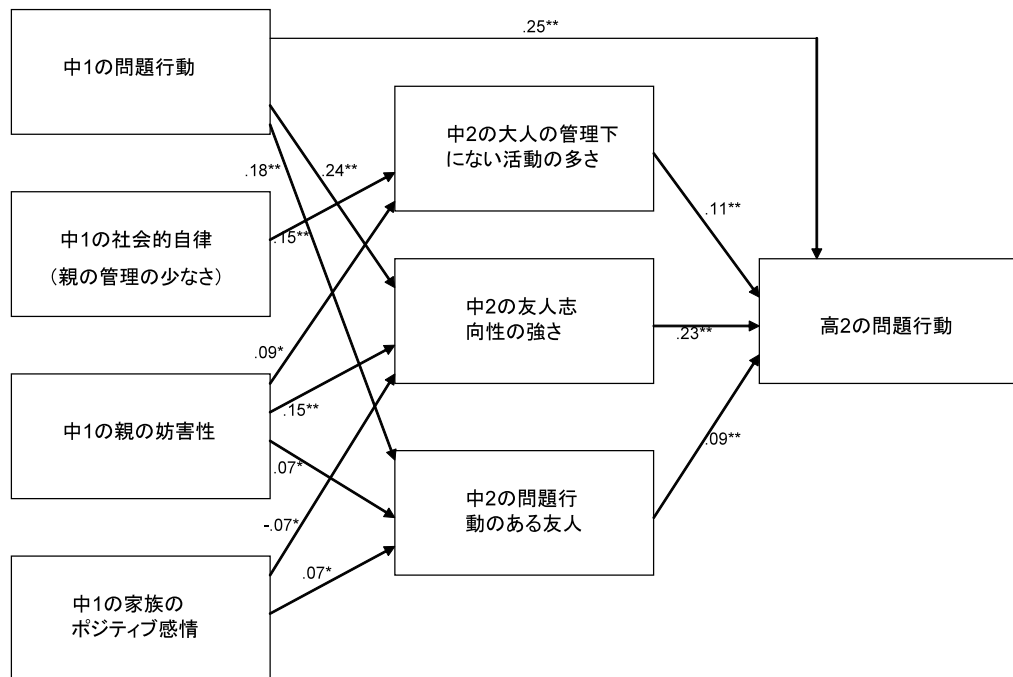 .25**
中1の問題行動
中2の大人の管理下
にない活動の多さ
.18**
.24**
.11**
中1の社会的自律
(親の管理の少なさ)
.15**
中2の友人志
向性の強さ
高2の問題行動
.23**
.09*
.15**
中1の親の妨害性
.07*
.09**
中2の問題行
動のある友人
-.07*
.07*
中1の家族の
ポジティブ感情